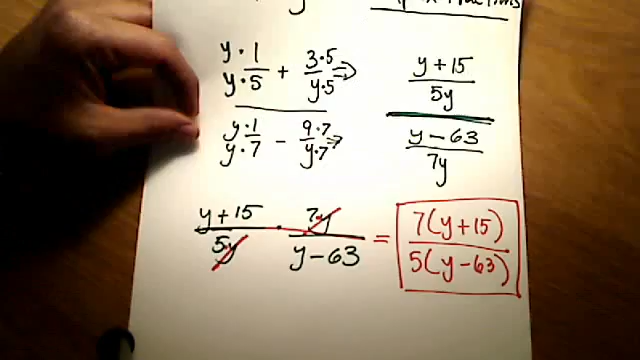 y·1/y·5 + 3·5/y·5 ⇒ y+15/5y
y·1/y·7 − 9·7/y·7 ⇒ y−63/7y
y+15/5y · 7y/y−63 = 7(y+15)/5(y−63)